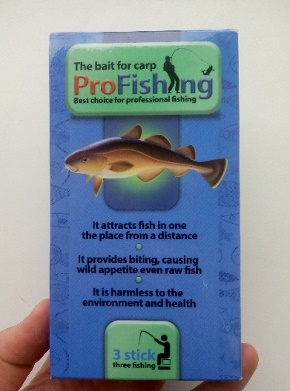 The bait for carp
ProFishing
Best choice for professional fishing
It attracts fish in one
the place from a distance
It provides biting, causing
wild appetite even raw fish
It is harmless to the
environment and health
3 stick
three fishing